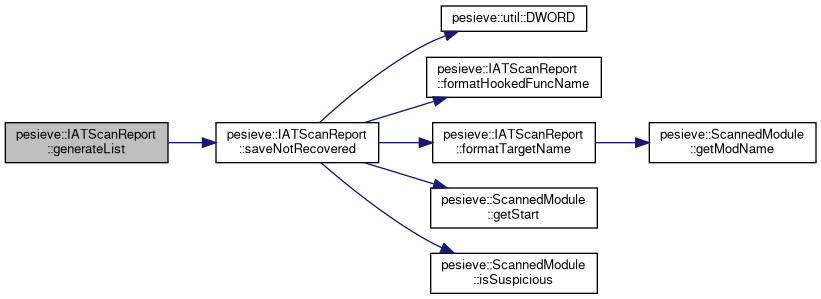 pesieve::IATScanReport
::generateList
pesieve::IATScanReport
::saveNotRecovered
pesieve::util::DWORD
pesieve::IATScanReport
::formatHookedFuncName
pesieve::IATScanReport
::formatTargetName
pesieve::ScannedModule
::getModName
pesieve::ScannedModule
::getStart
pesieve::ScannedModule
::isSuspicious